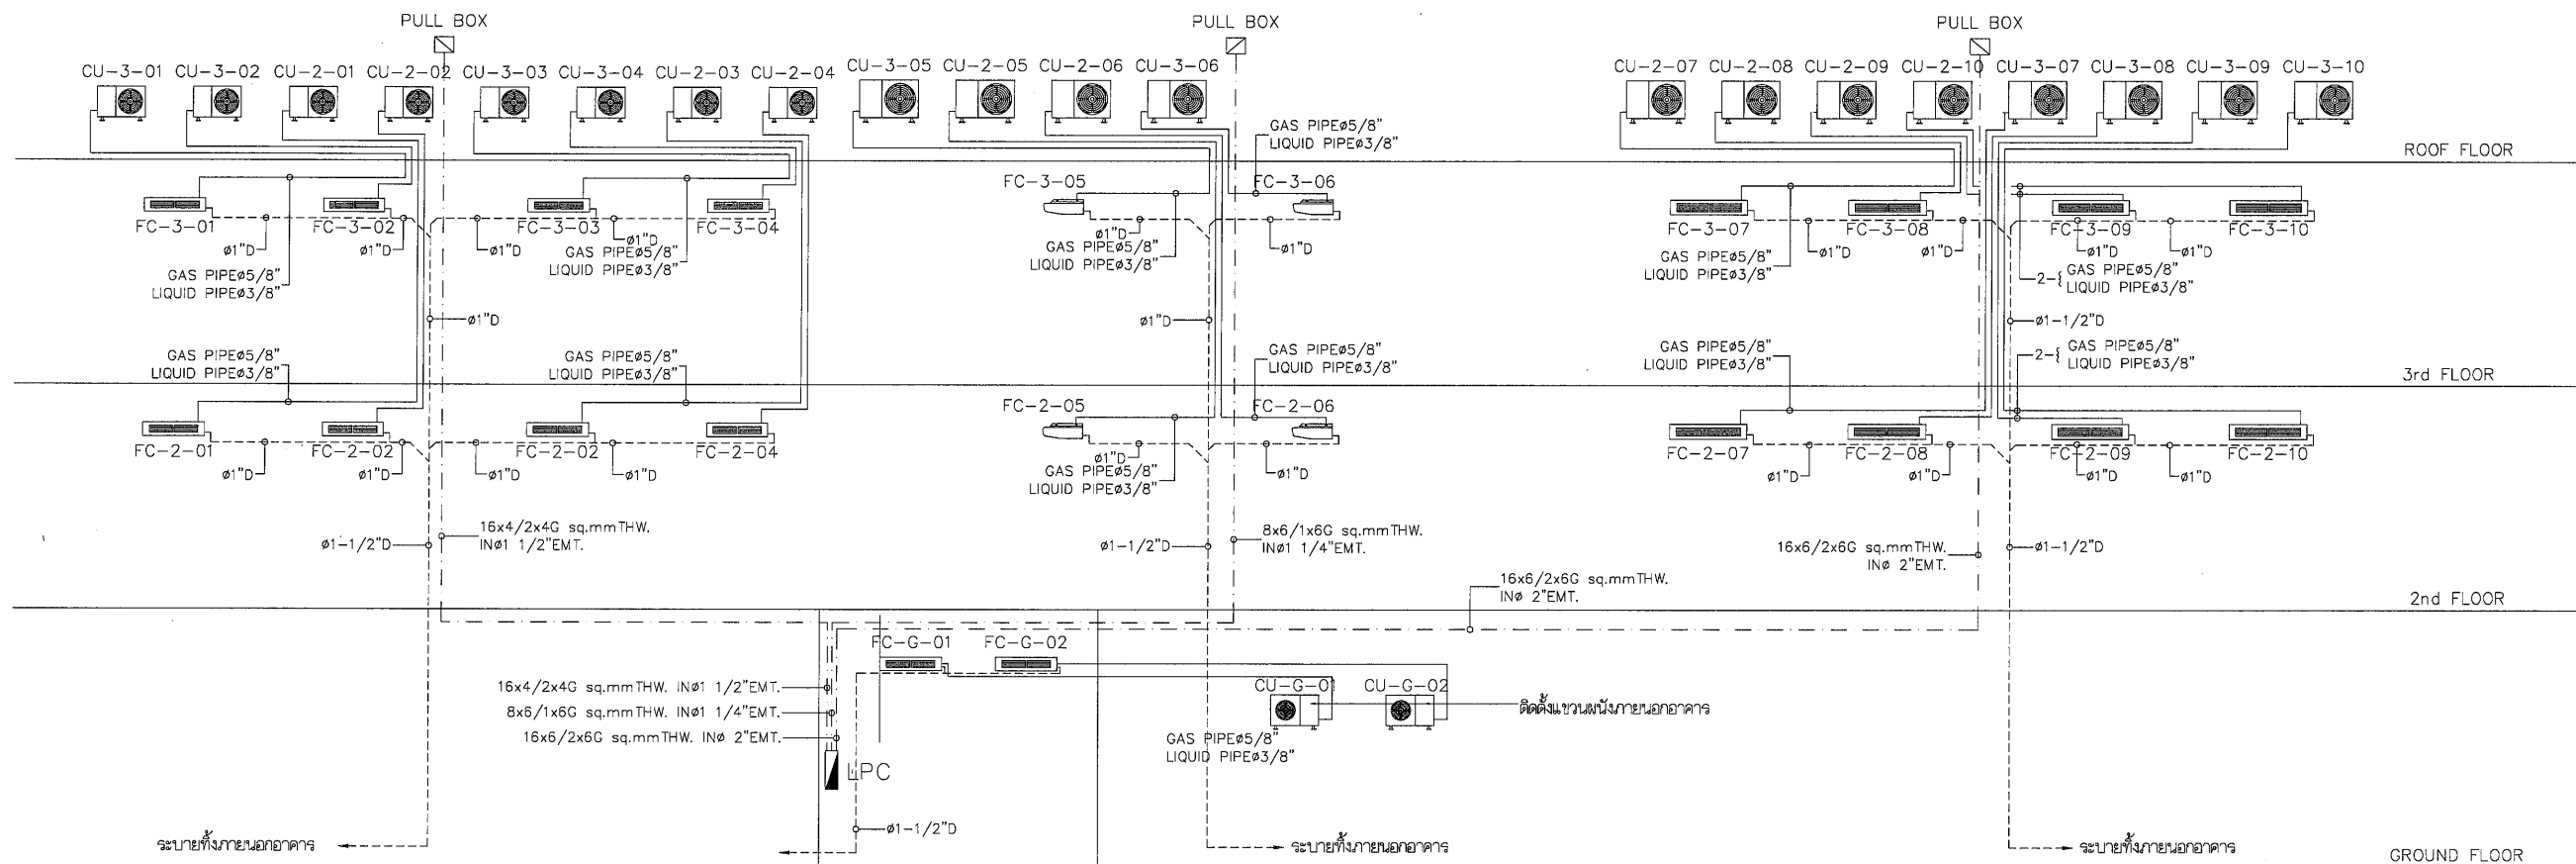 PULL BOX
PULL BOX
PULL BOX
CU-3-01
CU-3-02
CU-2-01
CU-2-02
CU-3-03
CU-3-04
CU-2-03
CU-2-04
CU-3-05
CU-2-05
CU-2-06
CU-3-06
CU-2-07
CU-2-08
CU-2-09
CU-2-10
CU-3-07
CU-3-08
CU-3-09
CU-3-10
GAS PIPEø5/8"
LIQUID PIPEø3/8"
ROOF FLOOR
FC-3-05
FC-3-06
FC-3-01
FC-3-02
FC-3-03
FC-3-04
FC-3-07
FC-3-08
FC-3-09
FC-3-10
ø1"D
ø1"D
ø1"D
ø1"D
ø1"D
ø1"D
ø1"D
ø1"D
ø1"D
ø1"D
GAS PIPEø5/8"
LIQUID PIPEø3/8"
GAS PIPEø5/8"
LIQUID PIPEø3/8"
GAS PIPEø5/8"
LIQUID PIPEø3/8"
GAS PIPEø5/8"
LIQUID PIPEø3/8"
2-{ GAS PIPEø5/8"
LIQUID PIPEø3/8"
ø1"D
ø1"D
ø1-1/2"D
GAS PIPEø5/8"
LIQUID PIPEø3/8"
GAS PIPEø5/8"
LIQUID PIPEø3/8"
GAS PIPEø5/8"
LIQUID PIPEø3/8"
GAS PIPEø5/8"
LIQUID PIPEø3/8"
2-{ GAS PIPEø5/8"
LIQUID PIPEø3/8"
3rd FLOOR
FC-2-05
FC-2-06
FC-2-01
FC-2-02
FC-2-02
FC-2-04
FC-2-07
FC-2-08
FC-2-09
FC-2-10
ø1"D
ø1"D
ø1"D
ø1"D
ø1"D
ø1"D
ø1"D
ø1"D
ø1"D
ø1"D
GAS PIPEø5/8"
LIQUID PIPEø3/8"
ø1-1/2"D
16x4/2x4G sq.mmTHW.
INø1 1/2"EMT.
ø1-1/2"D
8x6/1x6G sq.mmTHW.
INø1 1/4"EMT.
16x6/2x6G sq.mmTHW.
INø 2"EMT.
ø1-1/2"D
16x6/2x6G sq.mmTHW.
INø 2"EMT.
2nd FLOOR
FC-G-01
FC-G-02
16x4/2x4G sq.mmTHW. INø1 1/2"EMT.
8x6/1x6G sq.mmTHW. INø1 1/4"EMT.
16x6/2x6G sq.mmTHW. INø 2"EMT.
CU-G-01
CU-G-02
ติดตั้งแขวนผนังภายนอกอาคาร
GAS PIPEø5/8"
LIQUID PIPEø3/8"
LPC
ø1-1/2"D
ระบายทิ้งภายนอกอาคาร
ระบายทิ้งภายนอกอาคาร
ระบายทิ้งภายนอกอาคาร
GROUND FLOOR